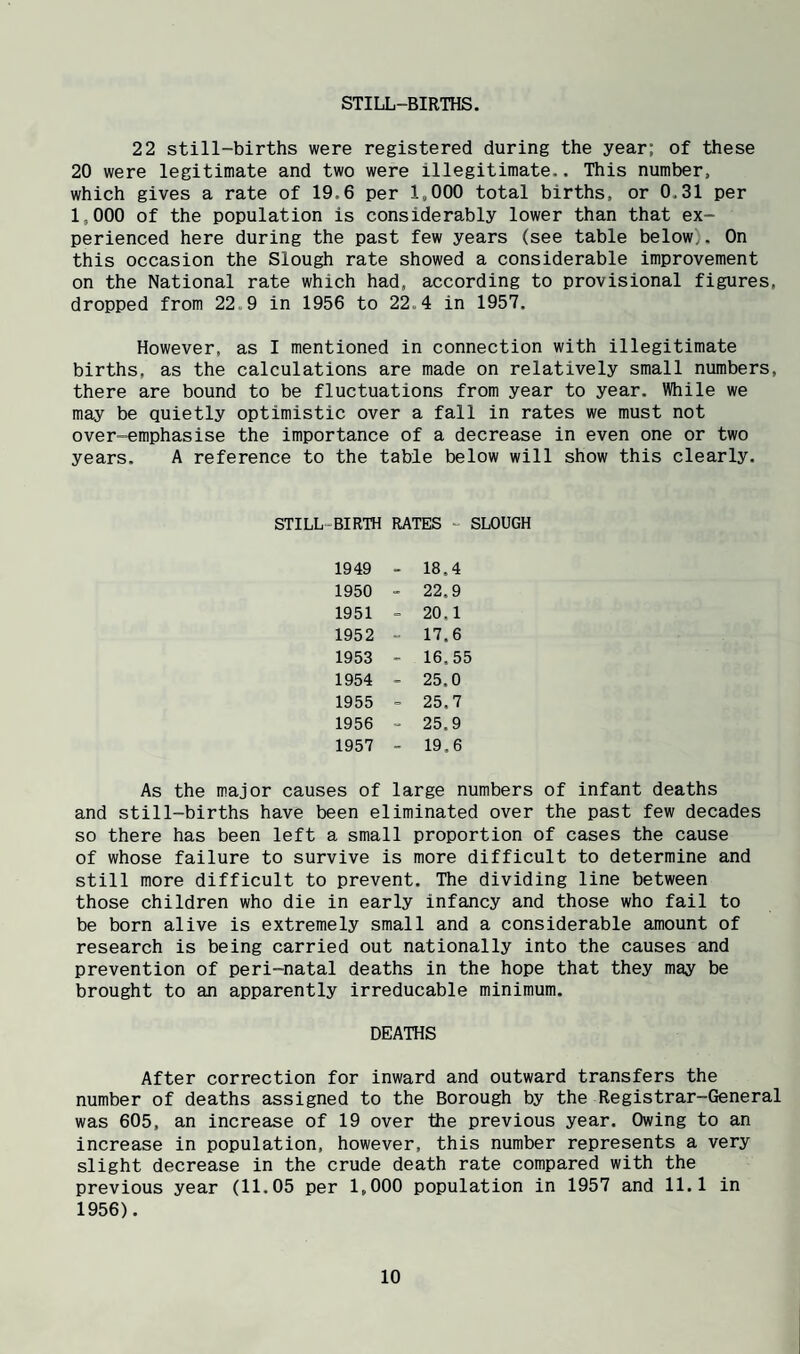 STILL-BIRTHS.
22 still-births were registered during the year; of these
20 were legitimate and two were illegitimate.. This number,
which gives a rate of 19.6 per 1,000 total births, or 0.31 per
1,000 of the population is considerably lower than that ex-
perienced here during the past few years (see table below). On
this occasion the Slough rate showed a considerable improvement
on the National rate which had, according to provisional figures,
dropped from 22.9 in 1956 to 22.4 in 1957.
However, as I mentioned in connection with illegitimate
births, as the calculations are made on relatively small numbers,
there are bound to be fluctuations from year to year. While we
may be quietly optimistic over a fall in rates we must not
over-emphasise the importance of a decrease in even one or two
years. A reference to the table below will show this clearly.
STILL-BIRTH RATES - SLOUGH
1949 - 18.4
1950 - 22.9
1951 - 20.1
1952 - 17.6
1953 - 16.55
1954 - 25.0
1955 - 25.7
1956 - 25.9
1957 - 19.6
As the major causes of large numbers of infant deaths
and still-births have been eliminated over the past few decades
so there has been left a small proportion of cases the cause
of whose failure to survive is more difficult to determine and
still more difficult to prevent. The dividing line between
those children who die in early infancy and those who fail to
be born alive is extremely small and a considerable amount of
research is being carried out nationally into the causes and
prevention of peri-natal deaths in the hope that they may be
brought to an apparently irreducable minimum.
DEATHS
After correction for inward and outward transfers the
number of deaths assigned to the Borough by the Registrar-General
was 605, an increase of 19 over the previous year. Owing to an
increase in population, however, this number represents a very
slight decrease in the crude death rate compared with the
previous year (11.05 per 1,000 population in 1957 and 11.1 in
1956).
10